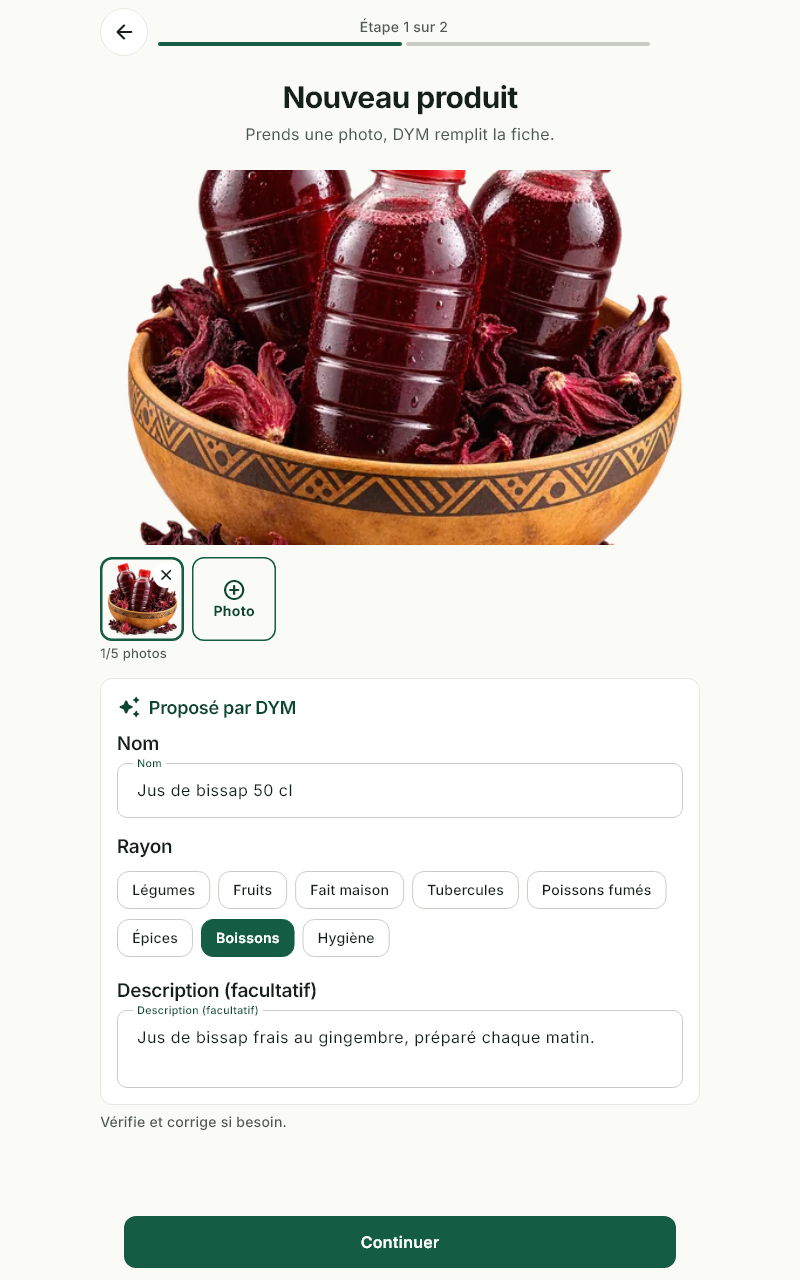 Étape 1 sur 2
Nouveau produit
Prends une photo, DYM remplit la fiche.
Photo
1/5 photos
Proposé par DYM
Nom
Nom
Jus de bissap 50 cl
Rayon
Légumes Fruits Fait maison Tubercules Poissons fumés
Épices Boissons Hygiène
Description (facultatif)
Description (facultatif)
Jus de bissap frais au gingembre, préparé chaque matin.
Vérifie et corrige si besoin.
Continuer